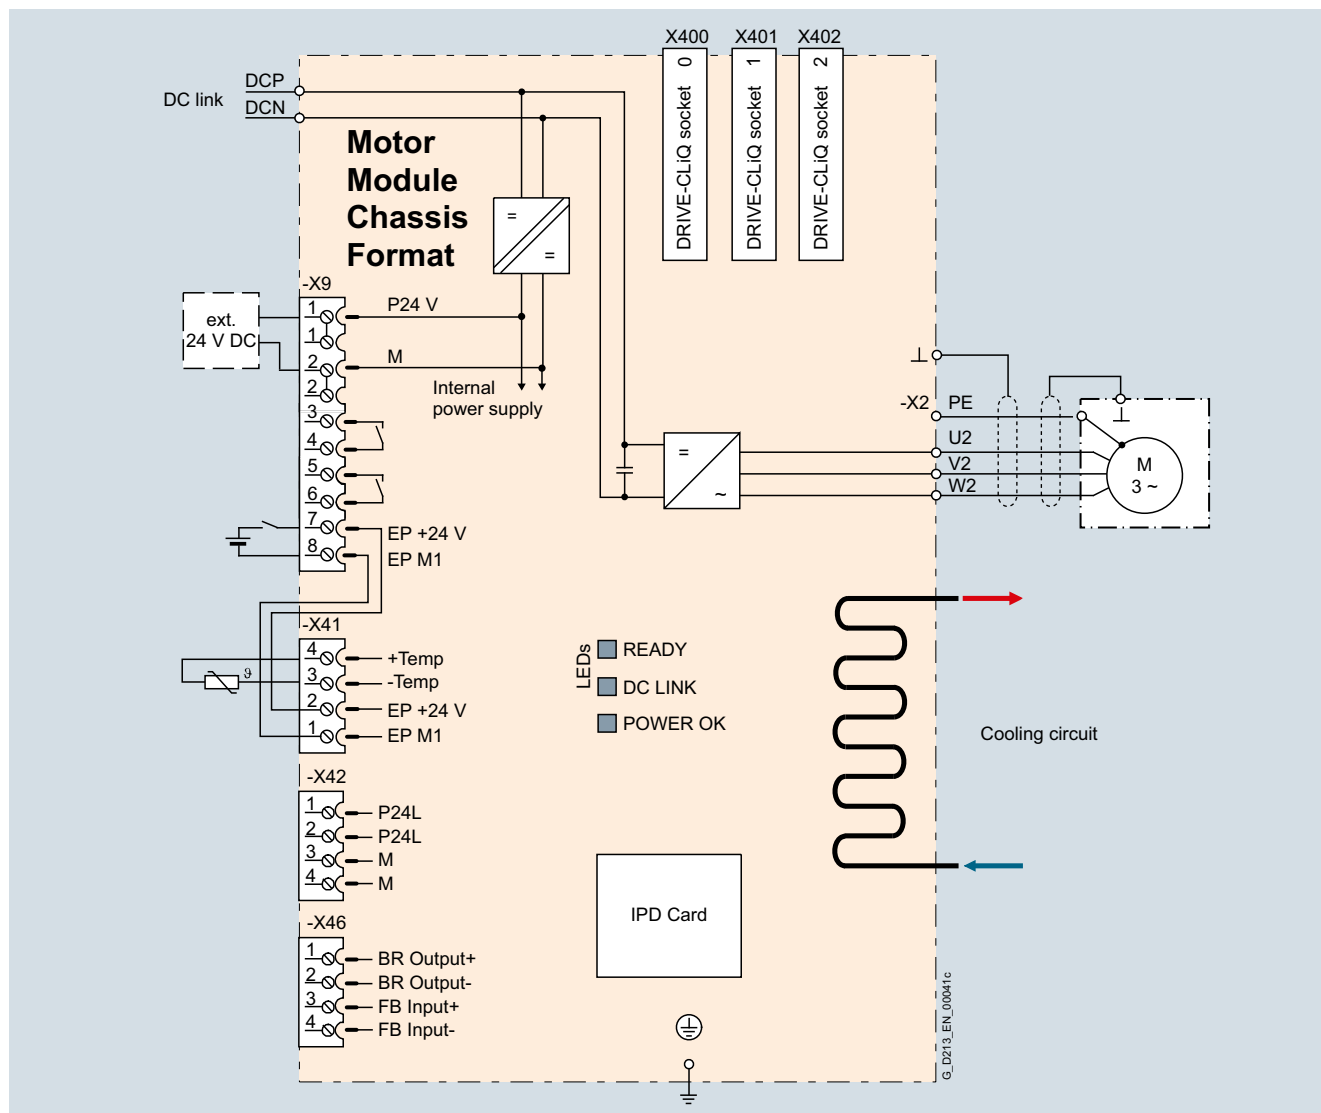 X400 X401 X402
DRIVE-CLiQ socket 0
DRIVE-CLiQ socket 1
DRIVE-CLiQ socket 2
DC link
DCP
DCN
Motor
Module
Chassis
Format
=
=
-X9
ext.
24 V DC
1
1
2
2
3
4
5
6
7
8
P24 V
M
Internal
power supply
EP +24 V
EP M1
=
~
-X2 PE
U2
V2
W2
M
3 ~
-X41
4 +Temp
3 -Temp
2 EP +24 V
1 EP M1
ϑ
LEDs
READY
DC LINK
POWER OK
Cooling circuit
-X42
1 P24L
2 P24L
3 M
4 M
IPD Card
-X46
1 BR Output+
2 BR Output-
3 FB Input+
4 FB Input-
G_D213_EN_00041c